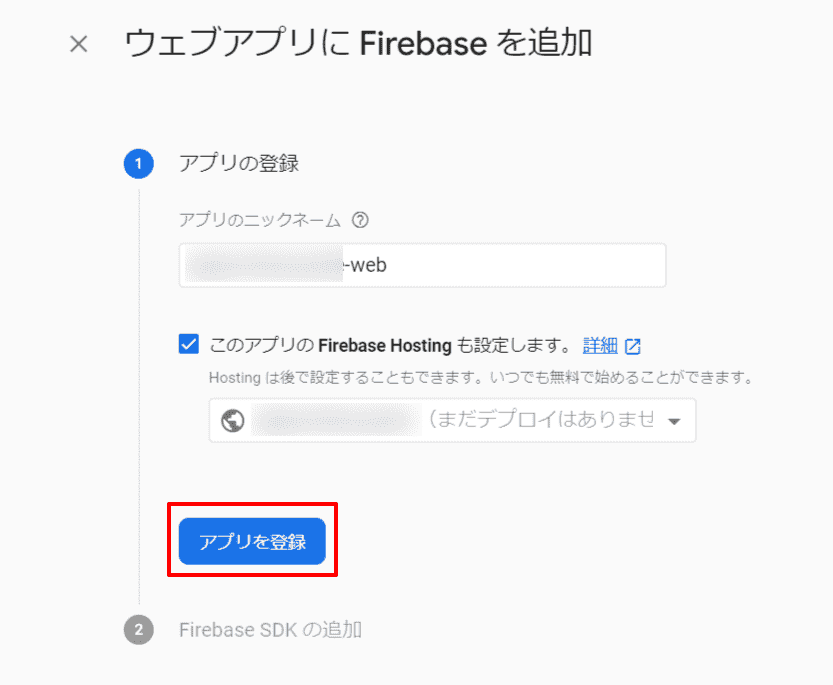 ウェブアプリに Firebase を追加
1 アプリの登録
アプリのニックネーム
-web
このアプリの Firebase Hosting も設定します。 詳細
Hosting は後で設定することもできます。いつでも無料で始めることができます。
(まだデプロイはありませ
アプリを登録
2 Firebase SDK の追加